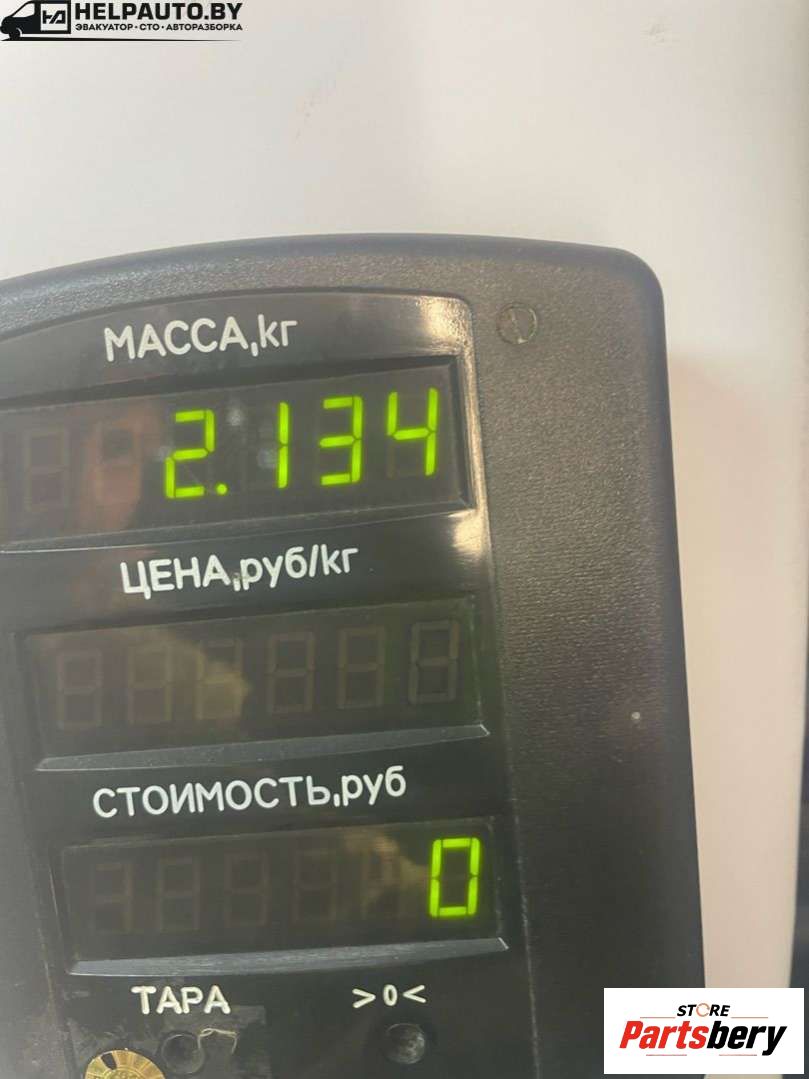 HELPAUTO.BY
ЭВАКУАТОР • СТО • АВТОРАЗБОРКА
МАССА,кг
2.134
ЦЕНА,руб/кг
СТОИМОСТЬ,руб
0
ТАРА >0<
STORE
Partsbery